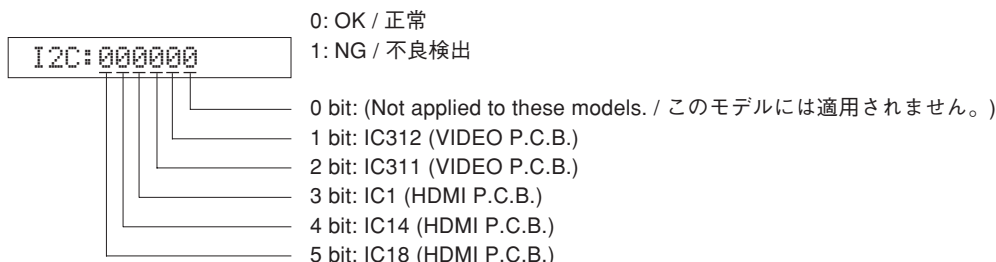 0: OK / 正常
1: NG / 不良検出
I2C:000000
0 bit: (Not applied to these models. / このモデルには適用されません。)
1 bit: IC312 (VIDEO P.C.B.)
2 bit: IC311 (VIDEO P.C.B.)
3 bit: IC1 (HDMI P.C.B.)
4 bit: IC14 (HDMI P.C.B.)
5 bit: IC18 (HDMI P.C.B.)